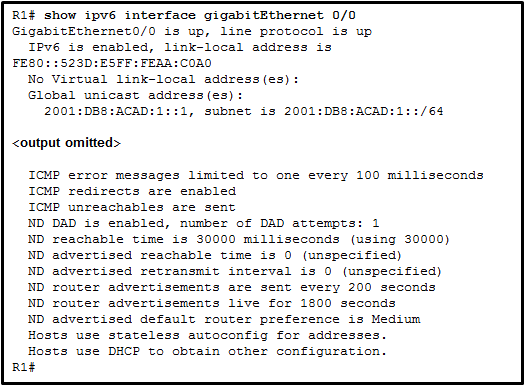 R1# show ipv6 interface gigabitEthernet 0/0
GigabitEthernet0/0 is up, line protocol is up
IPv6 is enabled, link-local address is
FE80::523D:E5FF:FEAA:C0A0
No Virtual link-local address(es):
Global unicast address(es):
2001:DB8:ACAD:1::1, subnet is 2001:DB8:ACAD:1::/64
<output omitted>
ICMP error messages limited to one every 100 milliseconds
ICMP redirects are enabled
ICMP unreachables are sent
ND DAD is enabled, number of DAD attempts: 1
ND reachable time is 30000 milliseconds (using 30000)
ND advertised reachable time is 0 (unspecified)
ND advertised retransmit interval is 0 (unspecified)
ND router advertisements are sent every 200 seconds
ND router advertisements live for 1800 seconds
ND advertised default router preference is Medium
Hosts use stateless autoconfig for addresses.
Hosts use DHCP to obtain other configuration.
R1#